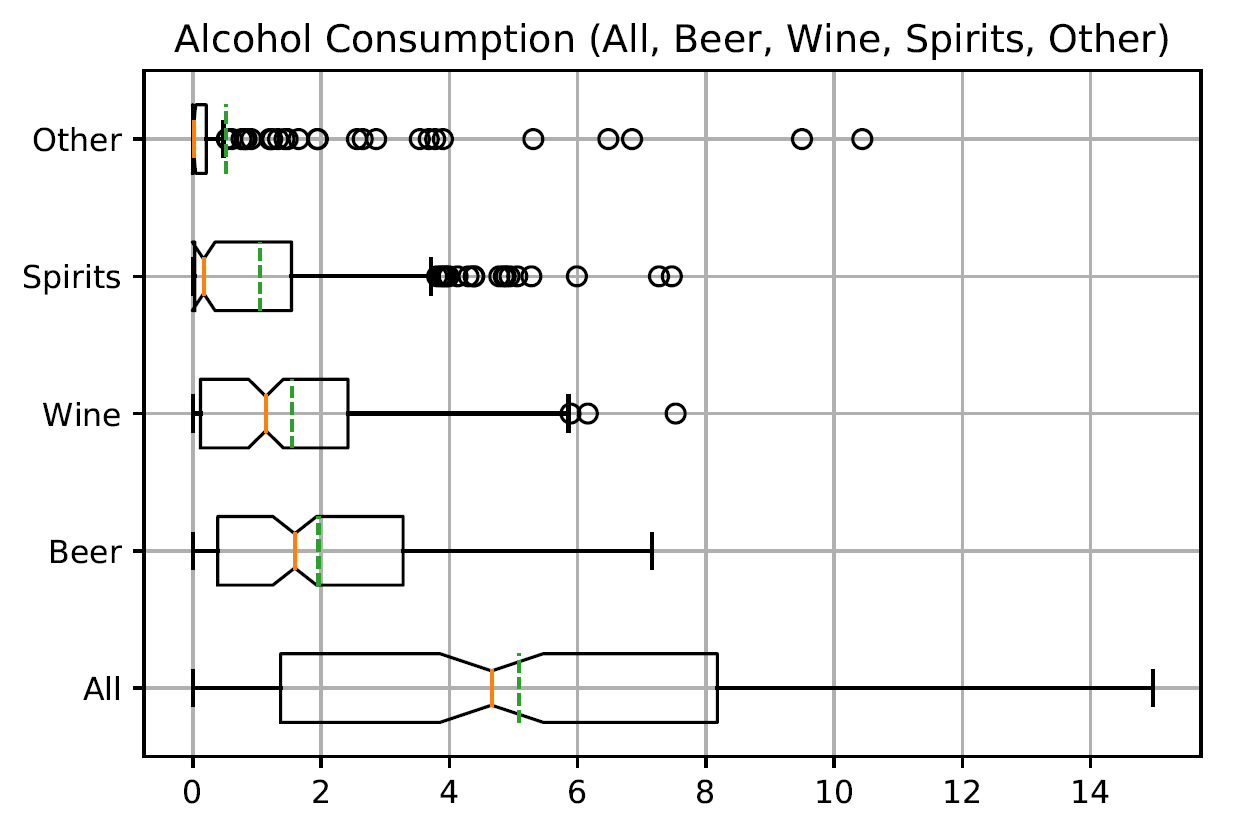 Alcohol Consumption (All, Beer, Wine, Spirits, Other)
Other
Spirits
Wine
Beer
All
0 2 4 6 8 10 12 14